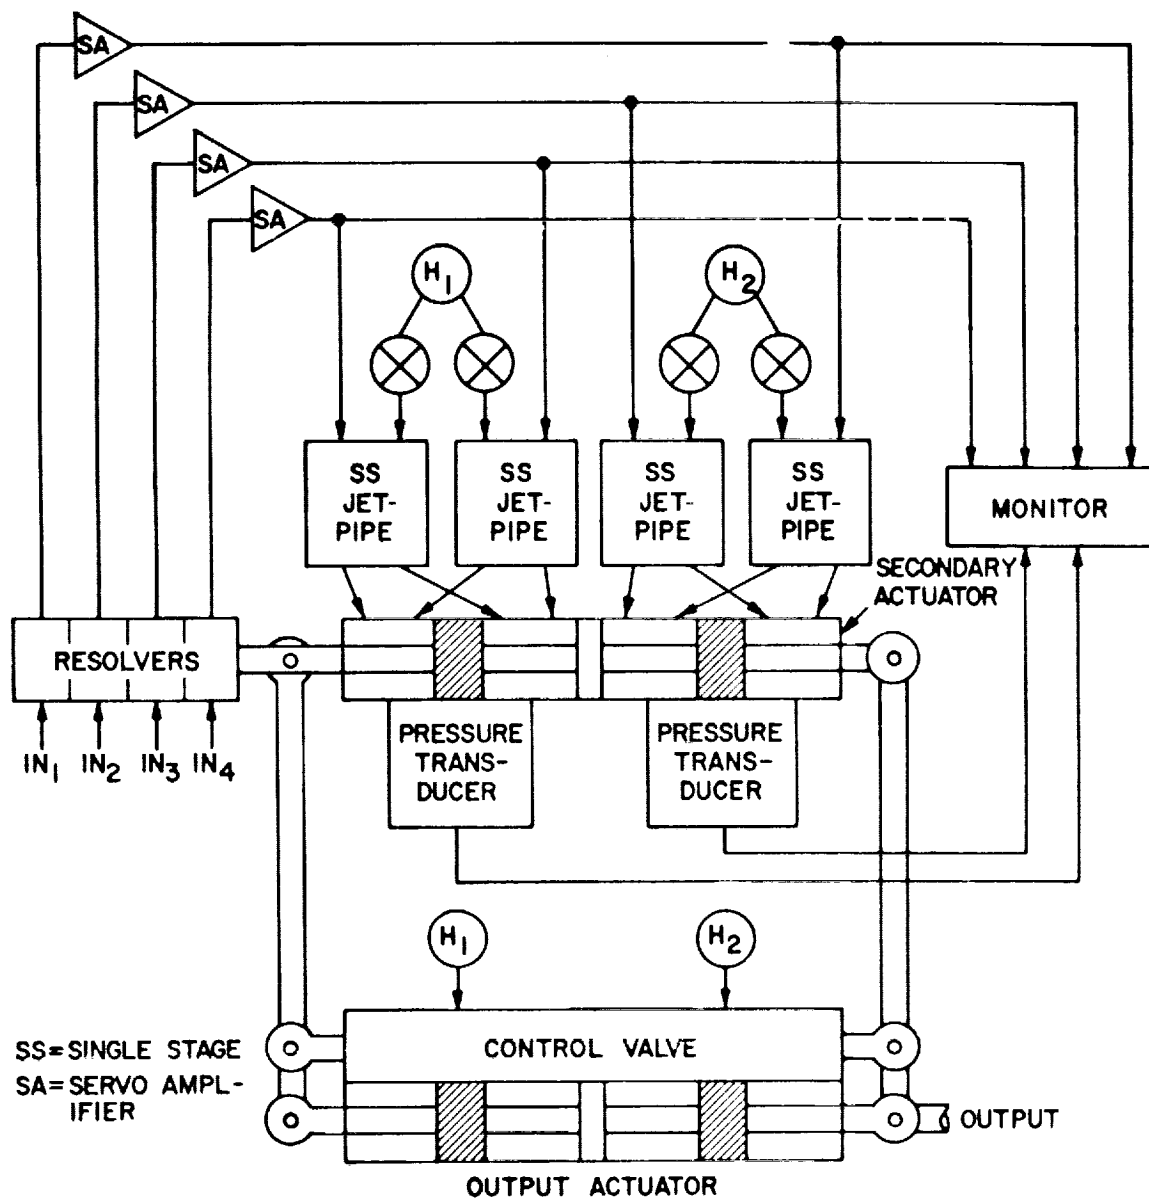 SA
SA
SA
SA
H1
H2
SS JET- PIPE
SS JET- PIPE
SS JET- PIPE
SS JET- PIPE
MONITOR
SECONDARY
ACTUATOR
RESOLVERS
IN1 IN2 IN3 IN4
PRESSURE
TRANS-
DUCER
PRESSURE
TRANS-
DUCER
H1
H2
SS=SINGLE STAGE
SA=SERVO AMPL-
IFIER
CONTROL VALVE
OUTPUT
OUTPUT ACTUATOR